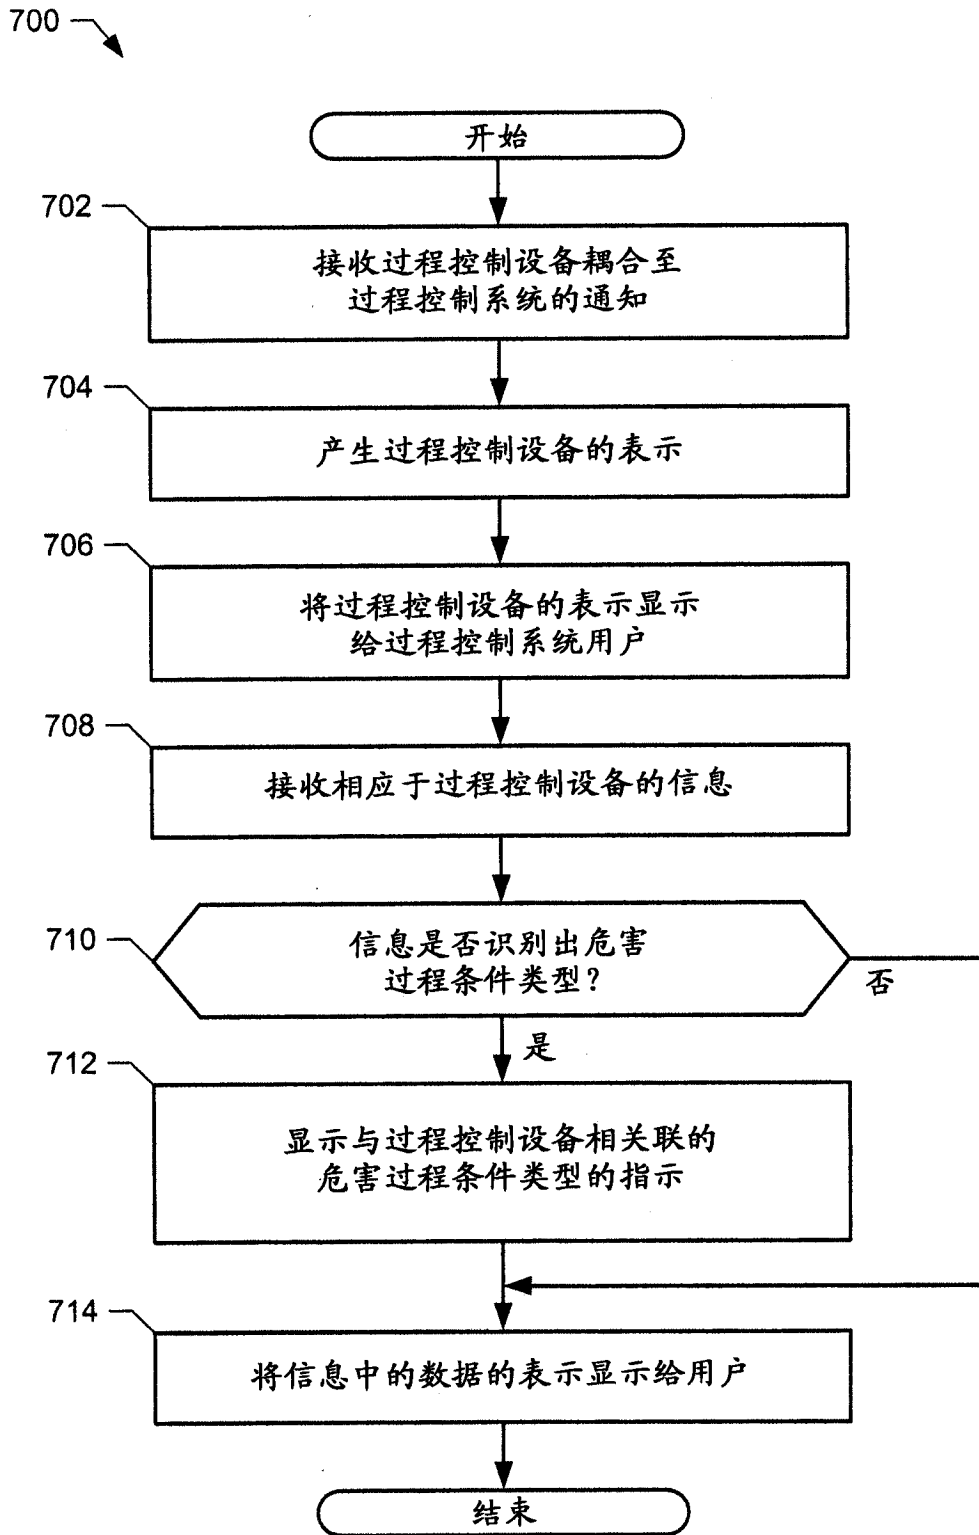 700
开始
702
接收过程控制设备耦合至
过程控制系统的通知
704
产生过程控制设备的表示
706
将过程控制设备的表示显示
给过程控制系统用户
708
接收相应于过程控制设备的信息
710
信息是否识别出危害
过程条件类型?
否
是
712
显示与过程控制设备相关联的
危害过程条件类型的指示
714
将信息中的数据的表示显示给用户
结束